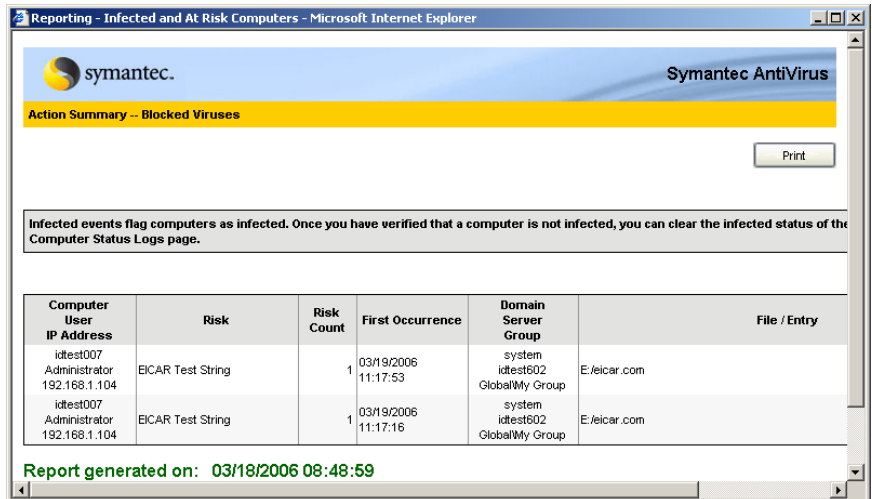 Reporting - Infected and At Risk Computers - Microsoft Internet Explorer
symantec.
Symantec AntiVirus
Action Summary -- Blocked Viruses
Print
Infected events flag computers as infected. Once you have verified that a computer is not infected, you can clear the infected status of the
Computer Status Logs page.
Computer
User
IP Address
Risk
Risk
Count
First Occurrence
Domain
Server
Group
File / Entry
idtest007
Administrator
192.168.1.104
EICAR Test String
1
03/19/2006
11:17:53
system
idtest602
Global\My Group
E:/eicar.com
idtest007
Administrator
192.168.1.104
EICAR Test String
1
03/19/2006
11:17:16
system
idtest602
Global\My Group
E:/eicar.com
Report generated on: 03/18/2006 08:48:59